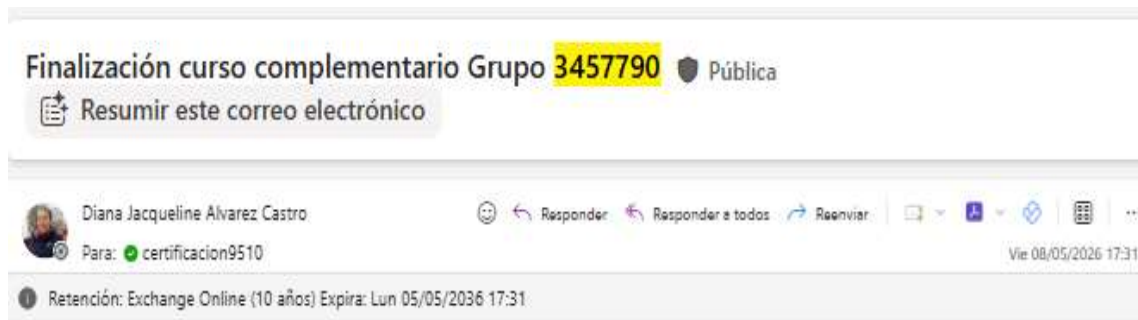 Finalización curso complementario Grupo 3457790 Pública
Resumir este correo electrónico
Diana Jacqueline Alvarez Castro
Responder Responder a todos Reenviar
Para: certificacion9510
Vie 08/05/2026 17:31
Retención: Exchange Online (10 años) Expira: Lun 05/05/2036 17:31